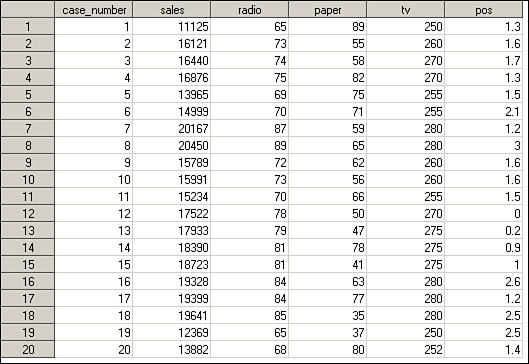 case_number sales radio paper tv pos
1 1 11125 65 89 250 1.3
2 2 16121 73 55 260 1.6
3 3 16440 74 58 270 1.7
4 4 16876 75 82 270 1.3
5 5 13965 69 75 255 1.5
6 6 14999 70 71 255 2.1
7 7 20167 87 59 280 1.2
8 8 20450 89 65 280 3
9 9 15789 72 62 260 1.6
10 10 15991 73 56 260 1.6
11 11 15234 70 66 255 1.5
12 12 17522 78 50 270 0
13 13 17933 79 47 275 0.2
14 14 18390 81 78 275 0.9
15 15 18723 81 41 275 1
16 16 19328 84 63 280 2.6
17 17 19399 84 77 280 1.2
18 18 19641 85 35 280 2.5
19 19 12369 65 37 250 2.5
20 20 13882 68 80 252 1.4